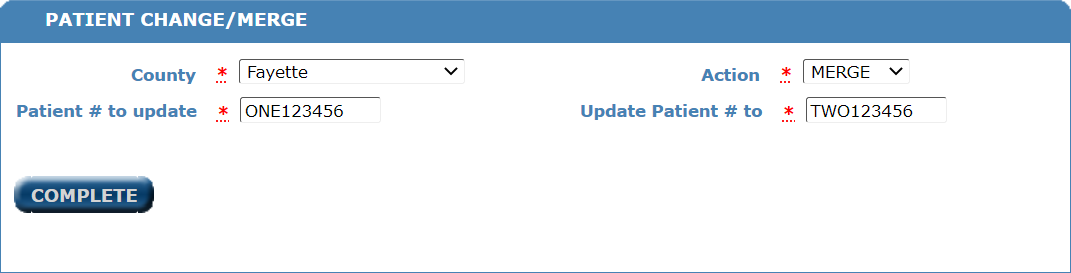 PATIENT CHANGE/MERGE
County * Fayette Action * MERGE
Patient # to update * ONE123456 Update Patient # to * TWO123456
COMPLETE